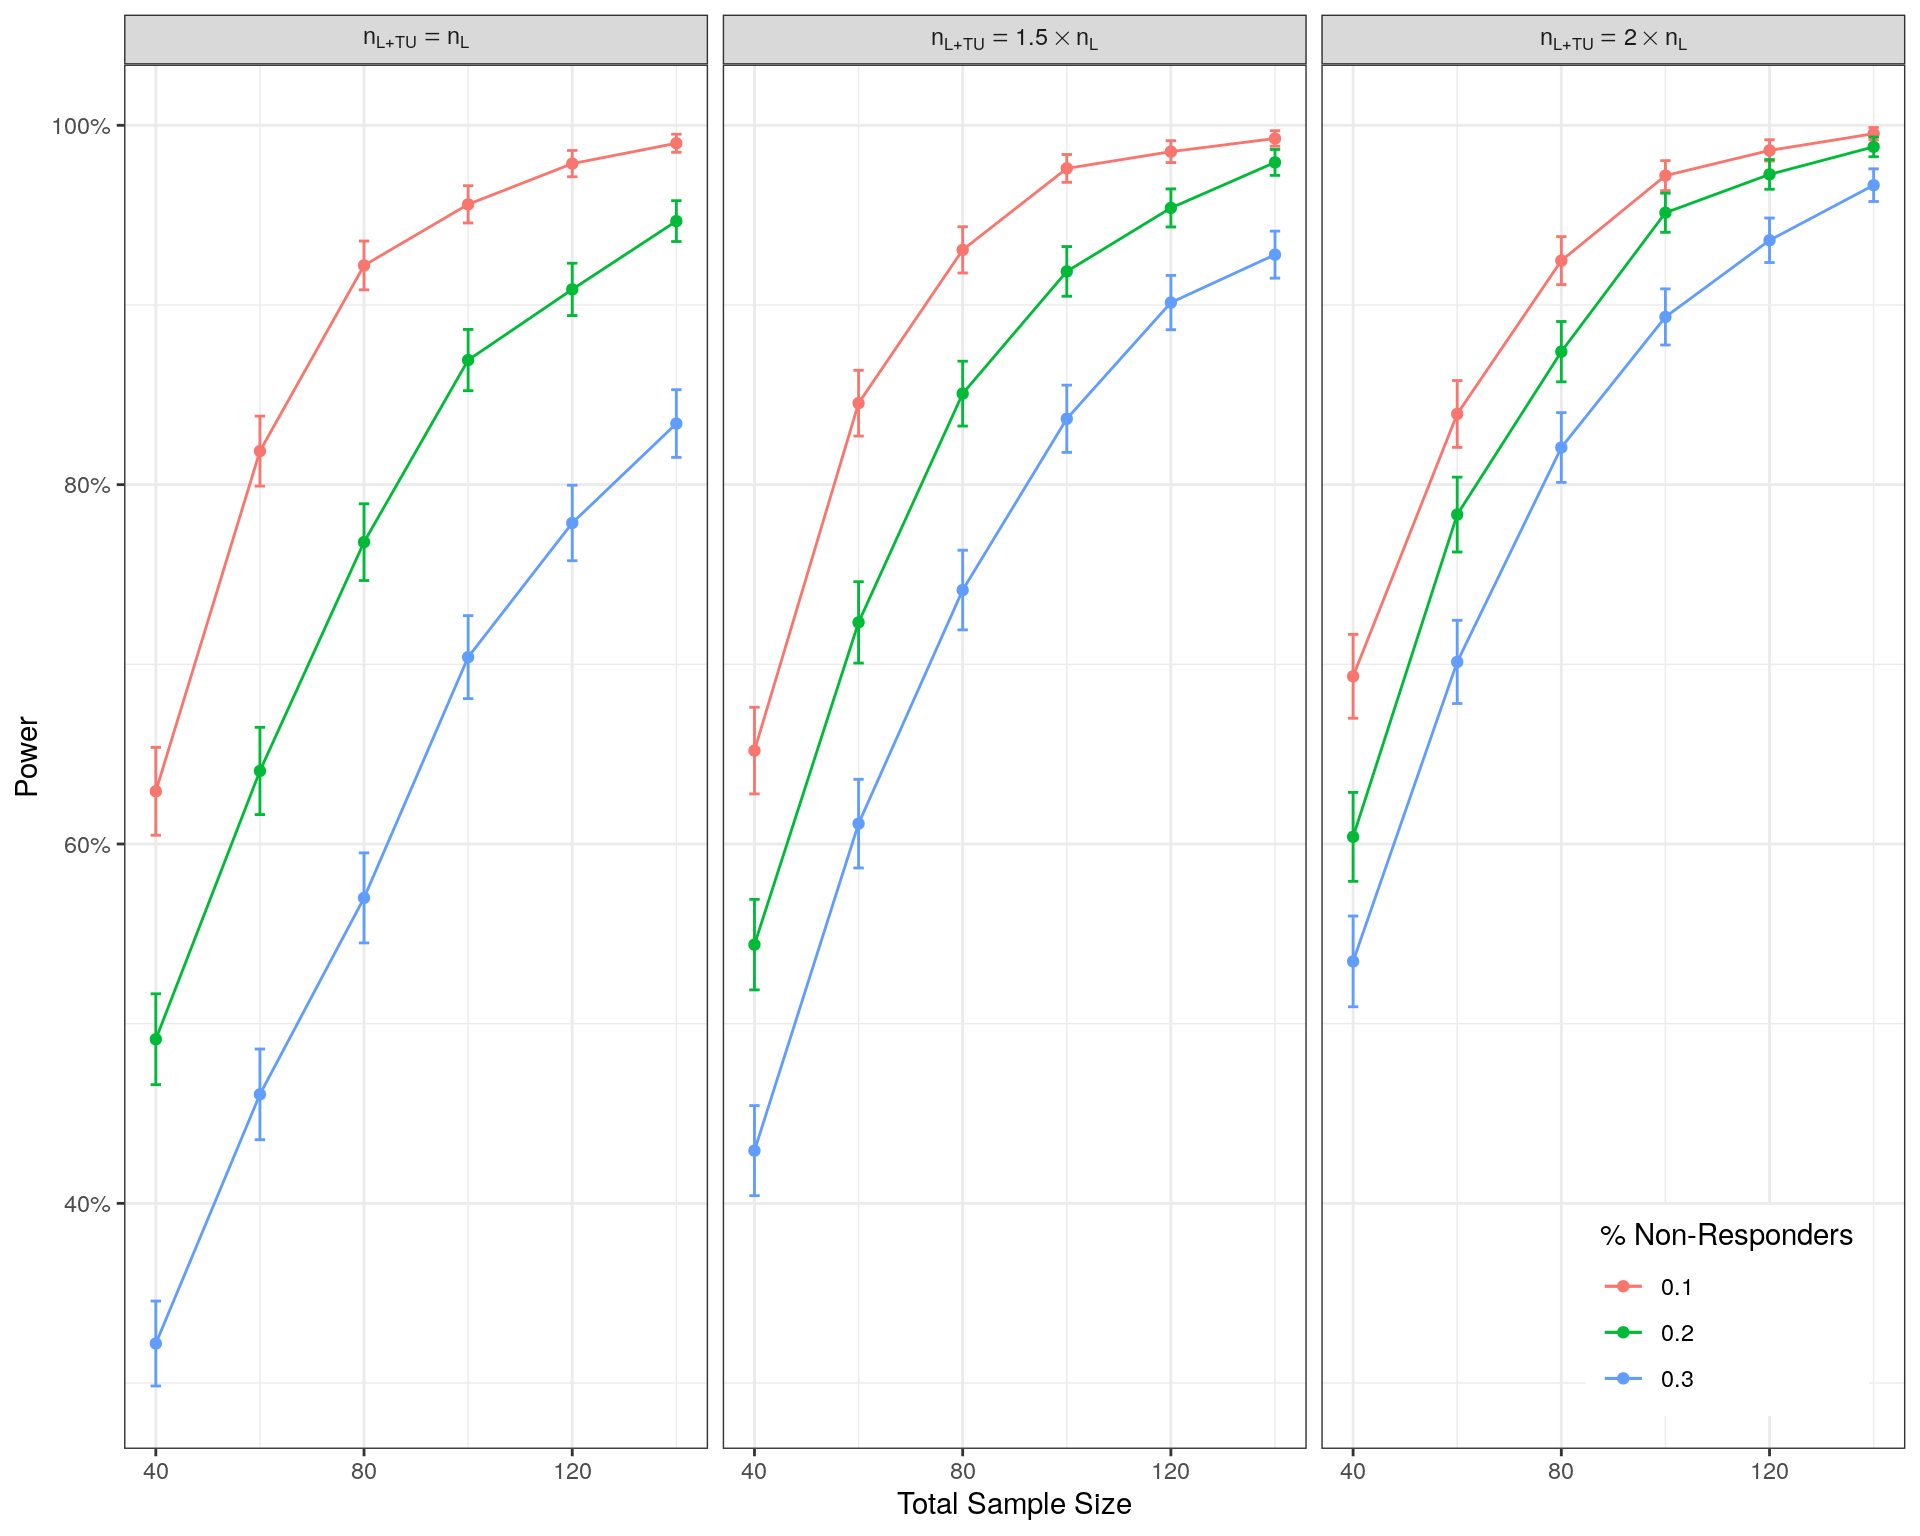 n_L+TU = n_L
n_L+TU = 1.5 × n_L
n_L+TU = 2 × n_L
Power
100%
80%
60%
40%
% Non-Responders
0.1
0.2
0.3
40 80 120
40 80 120
40 80 120
Total Sample Size